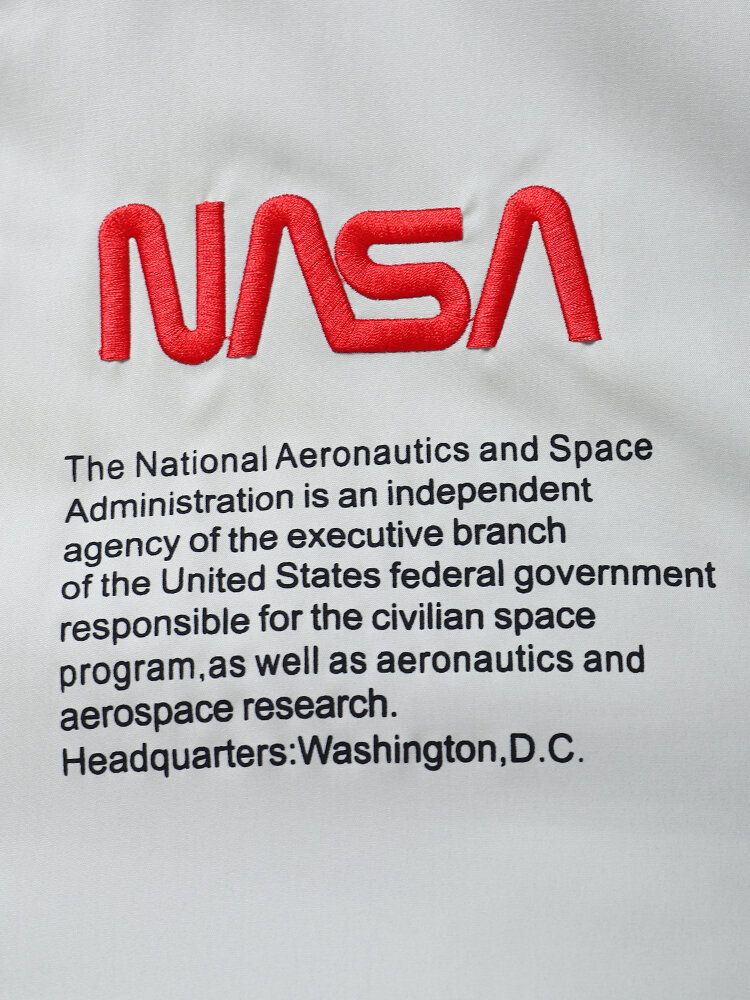 NASA
The National Aeronautics and Space
Administration is an independent
agency of the executive branch
of the United States federal government
responsible for the civilian space
program,as well as aeronautics and
aerospace research.
Headquarters:Washington,D.C.